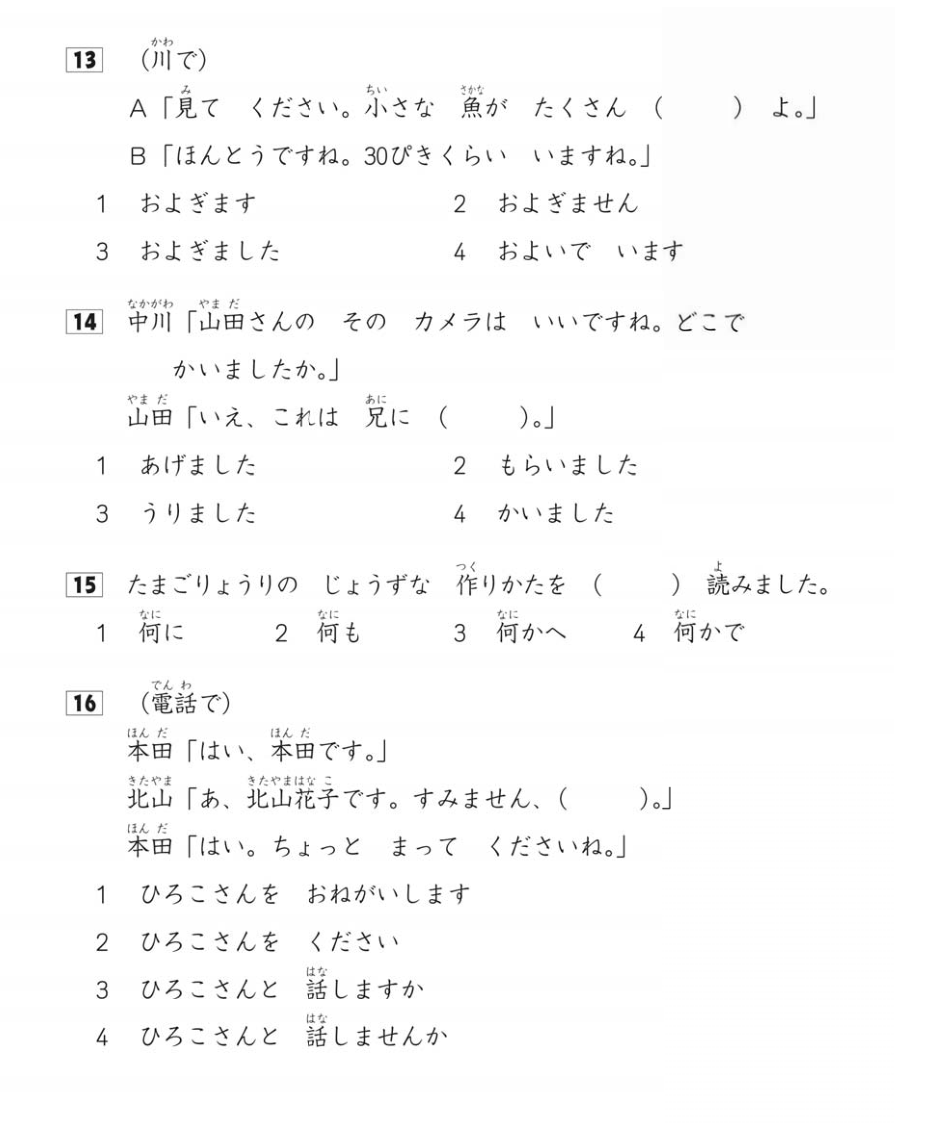 13 （川で）
A「見て ください。小さな 魚が たくさん （　　） よ。」
B「ほんとうですね。30ぴきくらい いますね。」
1 およぎます 2 およぎません
3 およぎました 4 およいで います
14 中川「山田さんの その カメラは いいですね。どこで
かいましたか。」
山田「いえ、これは 兄に （　　）。」
1 あげました 2 もらいました
3 うりました 4 かいました
15 たまごりょうりの じょうずな 作りかたを （　　） 読みました。
1 何に 2 何も 3 何かへ 4 何かで
16 （電話で）
本田「はい、本田です。」
北山「あ、北山花子です。すみません、（　　）。」
本田「はい。ちょっと まって くださいね。」
1 ひろこさんを おねがいします
2 ひろこさんを ください
3 ひろこさんと 話しますか
4 ひろこさんと 話しませんか